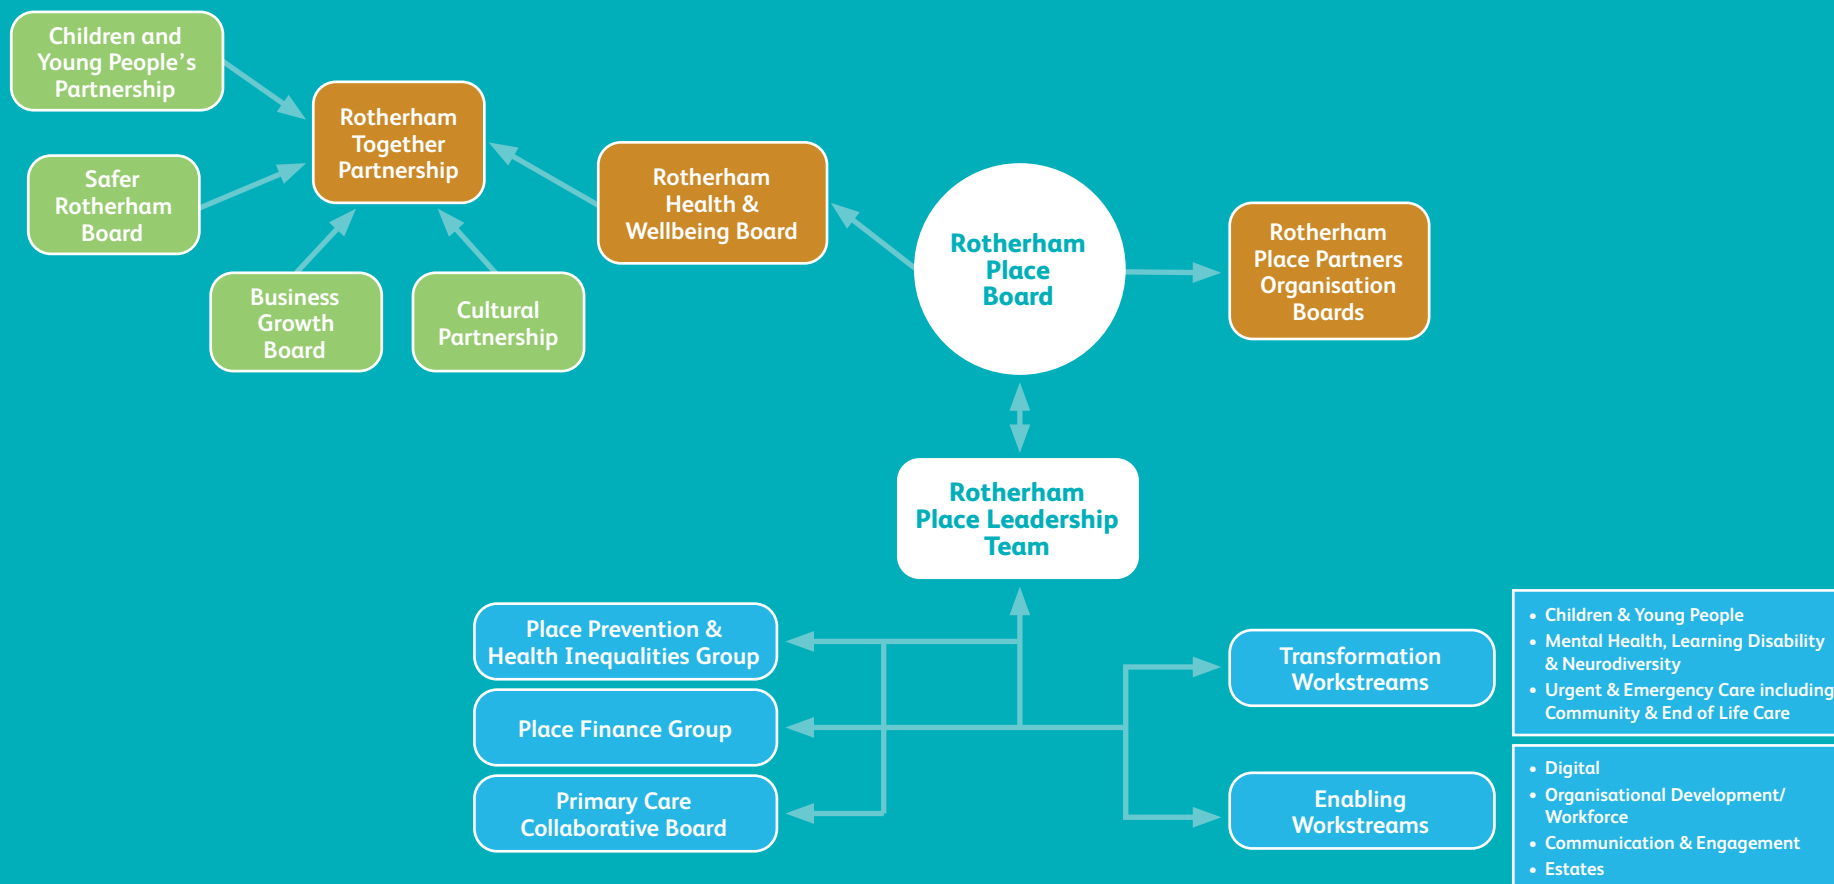 Children and
Young People’s
Partnership
Rotherham
Together
Partnership
Safer
Rotherham
Board
Business
Growth
Board
Cultural
Partnership
Rotherham
Health &
Wellbeing Board
Rotherham
Place
Board
Rotherham
Place Partners
Organisation
Boards
Rotherham
Place Leadership
Team
Place Prevention &
Health Inequalities Group
Place Finance Group
Primary Care
Collaborative Board
Transformation
Workstreams
• Children & Young People
• Mental Health, Learning Disability
& Neurodiversity
• Urgent & Emergency Care including
Community & End of Life Care
Enabling
Workstreams
• Digital
• Organisational Development/
Workforce
• Communication & Engagement
• Estates